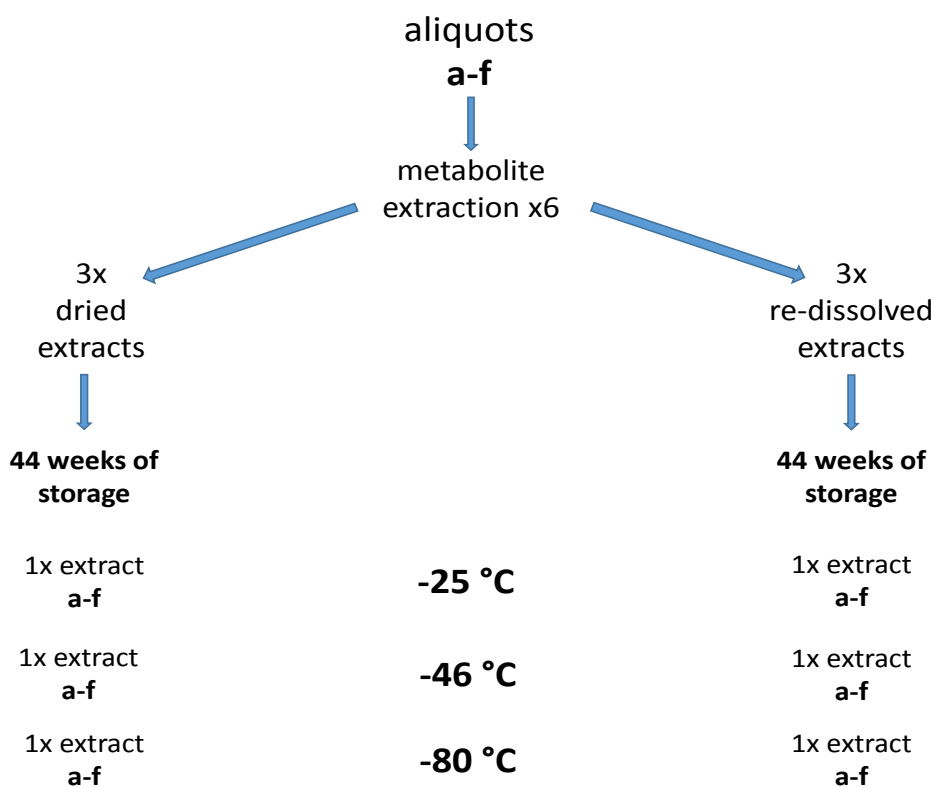 aliquots
a-f
metabolite
extraction x6
3x
dried
extracts
3x
re-dissolved
extracts
44 weeks of
storage
44 weeks of
storage
1x extract
a-f
-25 °C
1x extract
a-f
1x extract
a-f
-46 °C
1x extract
a-f
1x extract
a-f
-80 °C
1x extract
a-f